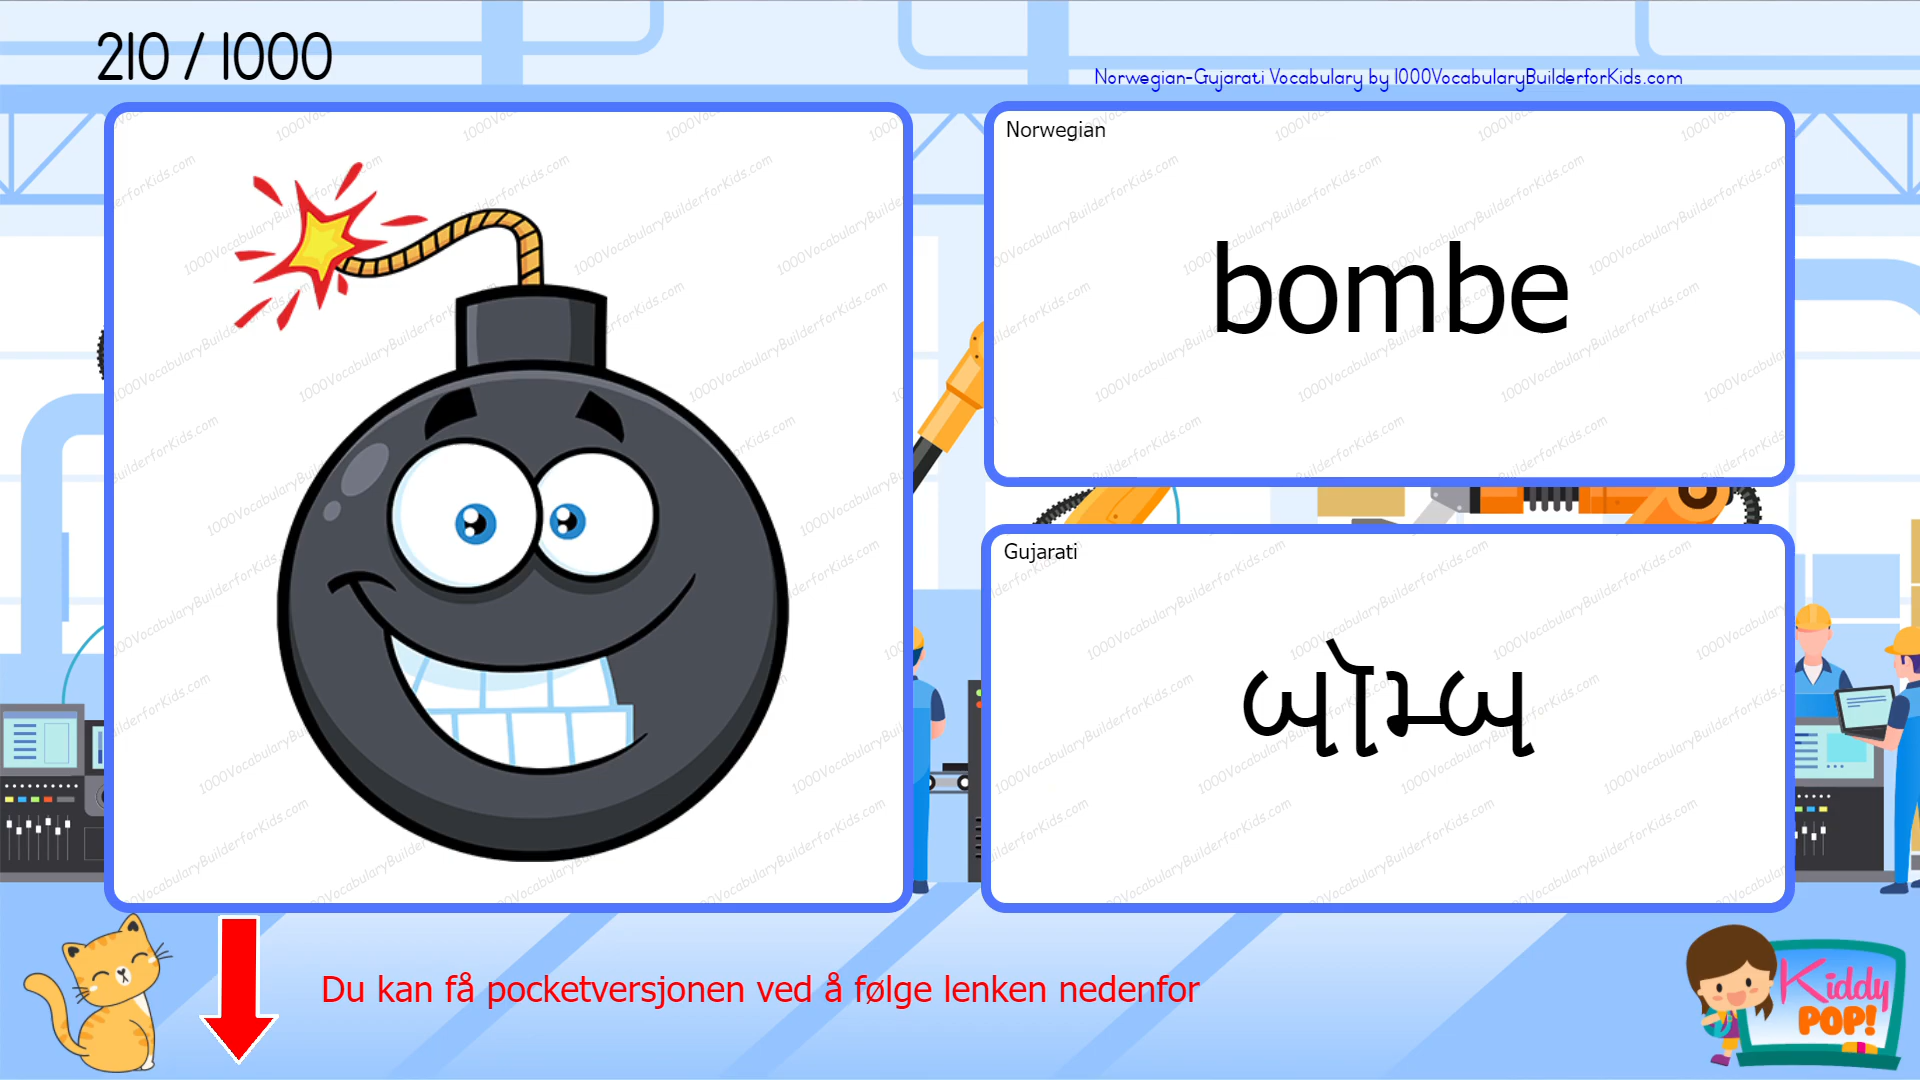 210 / 1000
Norwegian-Gujarati Vocabulary by 1000VocabularyBuilderforKids.com
Norwegian
bombe
Gujarati
બોમ્બ
Du kan få pocketversjonen ved å følge lenken nedenfor
Kiddy
POP!